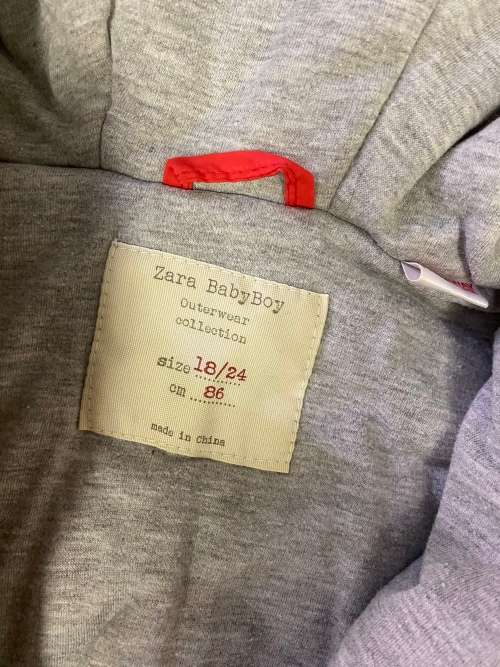 Zara BabyBoy
Outerwear
collection
size 18/24
cm 86
made in China